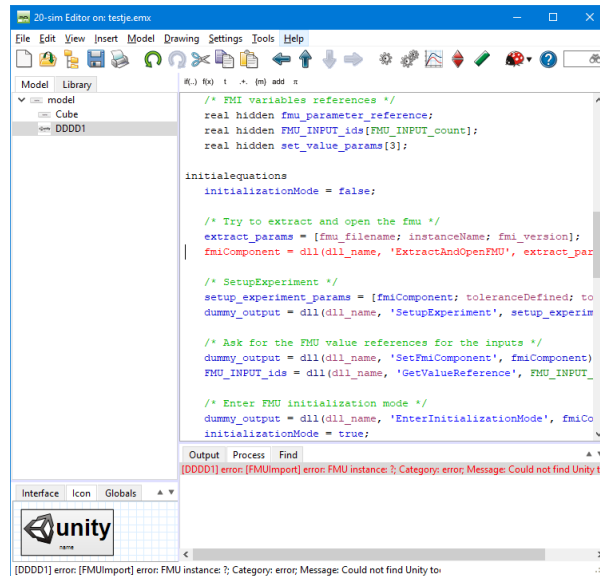 20-sim Editor on: testje.emx
File Edit View Insert Model Drawing Settings Tools Help
Model Library
if(..) f(x) t .+. {m} add π
model
Cube
DDDD1
/* FMI variables references */
real hidden fmu_parameter_reference;
real hidden FMU_INPUT_ids[FMU_INPUT_count];
real hidden set_value_params[3];
initialequations
initializationMode = false;
/* Try to extract and open the fmu */
extract_params = [fmu_filename; instanceName; fmi_version];
fmiComponent = dll(dll_name, 'ExtractAndOpenFMU', extract_par
/* SetupExperiment */
setup_experiment_params = [fmiComponent; toleranceDefined; to
dummy_output = dll(dll_name, 'SetupExperiment', setup_experim
/* Ask for the FMU value references for the inputs */
dummy_output = dll(dll_name, 'SetFmiComponent', fmiComponent)
FMU_INPUT_ids = dll(dll_name, 'GetValueReference', FMU_INPUT_
/* Enter FMU initialization mode */
dummy_output = dll(dll_name, 'EnterInitializationMode', fmiCo
initializationMode = true;
Output Process Find
[DDDD1] error: [FMUImport] error: FMU instance: ?; Category: error; Message: Could not find Unity t
Interface Icon Globals
unity
name
[DDDD1] error: [FMUImport] error: FMU instance: ?; Category: error; Message: Could not find Unity to